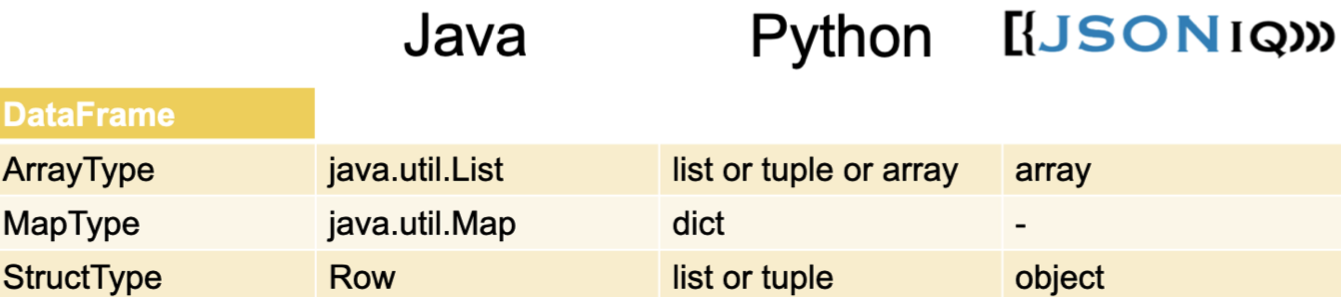 Java Python [{JSONIQ)))
DataFrame
ArrayType java.util.List list or tuple or array array
MapType java.util.Map dict -
StructType Row list or tuple object